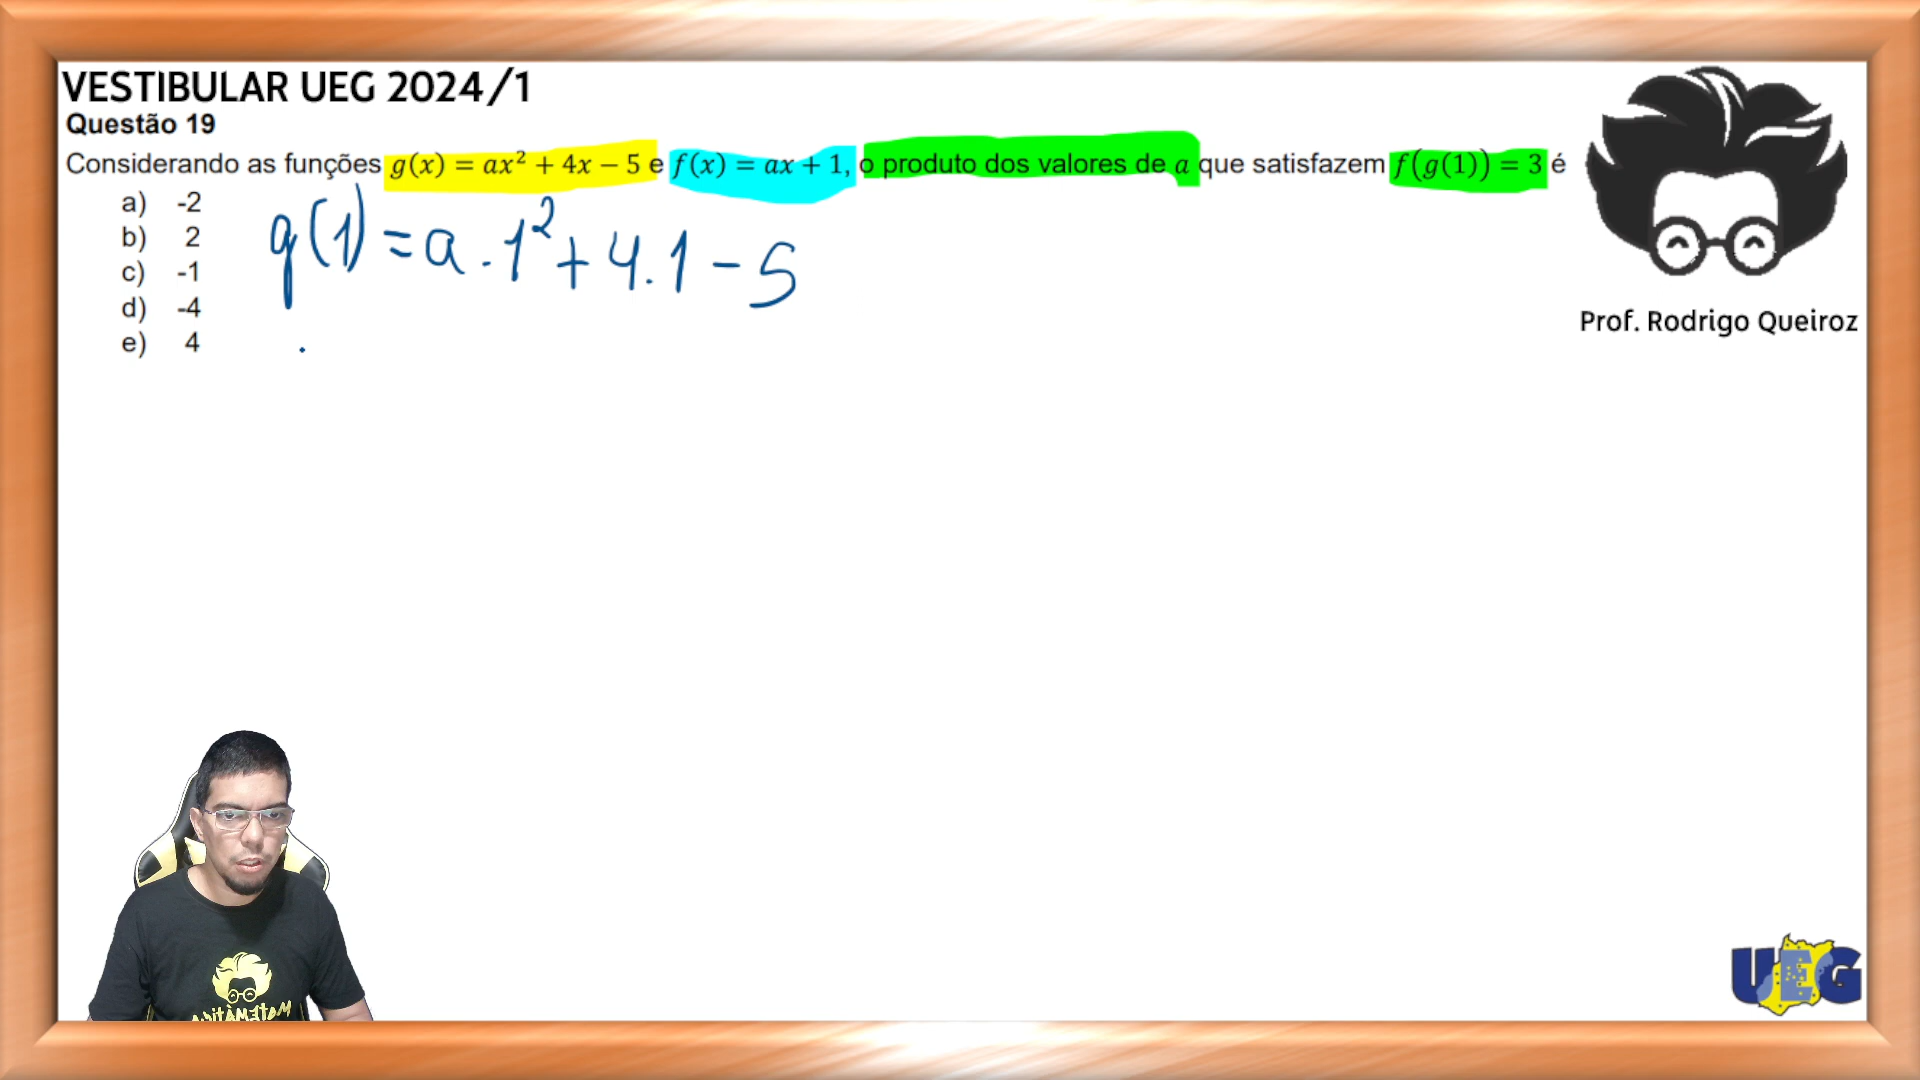 VESTIBULAR UEG 2024/1
Questão 19
Considerando as funções g(x) = ax² + 4x − 5 e f(x) = ax + 1, o produto dos valores de a que satisfazem f(g(1)) = 3 é
a) -2
b) 2
c) -1
d) -4
e) 4
g(1) = a . 1² + 4 . 1 − 5
Prof. Rodrigo Queiroz
MATEMÁTICA
UEG